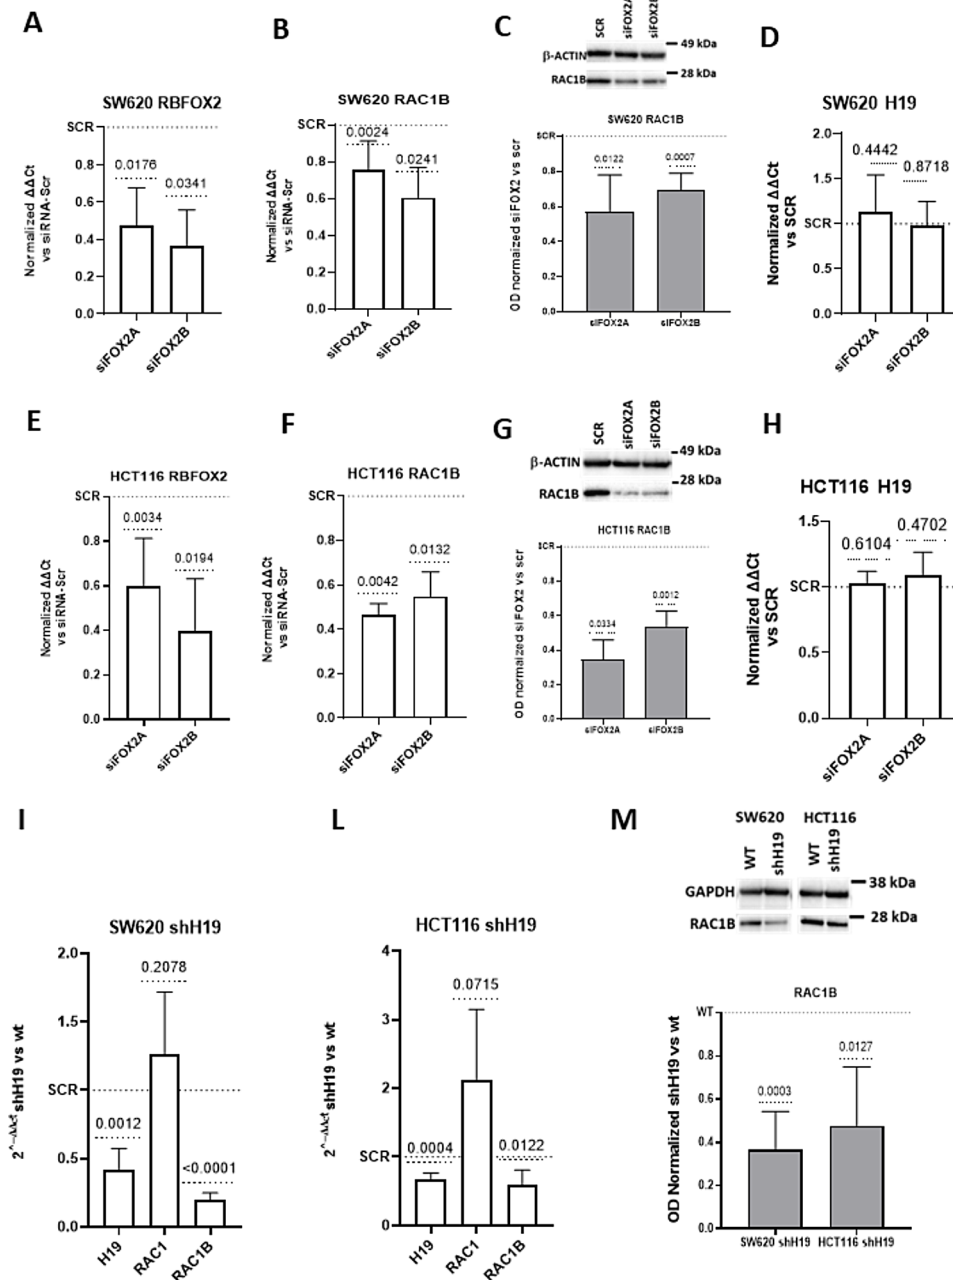 A
SW620 RBFOX2
SCR
0.8
0.6
0.4
0.2
0.0
Normalized ΔΔCt
vs siRNA-Scr
0.0176
0.0341
siFOX2A
siFOX2B
B
SW620 RAC1B
SCR
0.8
0.6
0.4
0.2
0.0
Normalized ΔΔCt
vs siRNA-Scr
0.0024
0.0241
siFOX2A
siFOX2B
C
SCR
siFOX2A
siFOX2B
49 kDa
β-ACTIN
28 kDa
RAC1B
SW620 RAC1B
SCR
0.8
0.6
0.4
0.2
0.0
OD normaized siFOX2 vs scr
0.0122
0.0007
siFOX2A
siFOX2B
D
SW620 H19
2.0
1.5
SCR
0.5
0.0
Normalized ΔΔCt
vs SCR
0.4442
0.8718
siFOX2A
siFOX2B
E
HCT116 RBFOX2
SCR
0.8
0.6
0.4
0.2
0.0
Normalized ΔΔCt
vs siRNA-Scr
0.0034
0.0194
siFOX2A
siFOX2B
F
HCT116 RAC1B
SCR
0.8
0.6
0.4
0.2
0.0
Normalized ΔΔCt
vs siRNA-Scr
0.0042
0.0132
siFOX2A
siFOX2B
G
SCR
siFOX2A
siFOX2B
49 kDa
β-ACTIN
28 kDa
RAC1B
HCT116 RAC1B
SCR
0.8
0.6
0.4
0.2
0.0
OD normaized siFOX2 vs scr
0.0334
0.0012
siFOX2A
siFOX2B
H
HCT116 H19
1.5
SCR
0.5
0.0
Normalized ΔΔCt
vs SCR
0.6104
0.4702
siFOX2A
siFOX2B
I
SW620 shH19
2.0
1.5
SCR
0.5
0.0
2^-ΔΔct shH19 vs wt
0.0012
0.2078
<0.0001
H19
RAC1
RAC1B
L
HCT116 shH19
4
3
2
SCR
0
2^-ΔΔct shH19 vs wt
0.0004
0.0715
0.0122
H19
RAC1
RAC1B
M
SW620 HCT116
WT
shH19
WT
shH19
38 kDa
GAPDH
28 kDa
RAC1B
RAC1B
WT
0.8
0.6
0.4
0.2
0.0
OD Normalized shH19 vs wt
0.0003
0.0127
SW620 shH19
HCT116 shH19